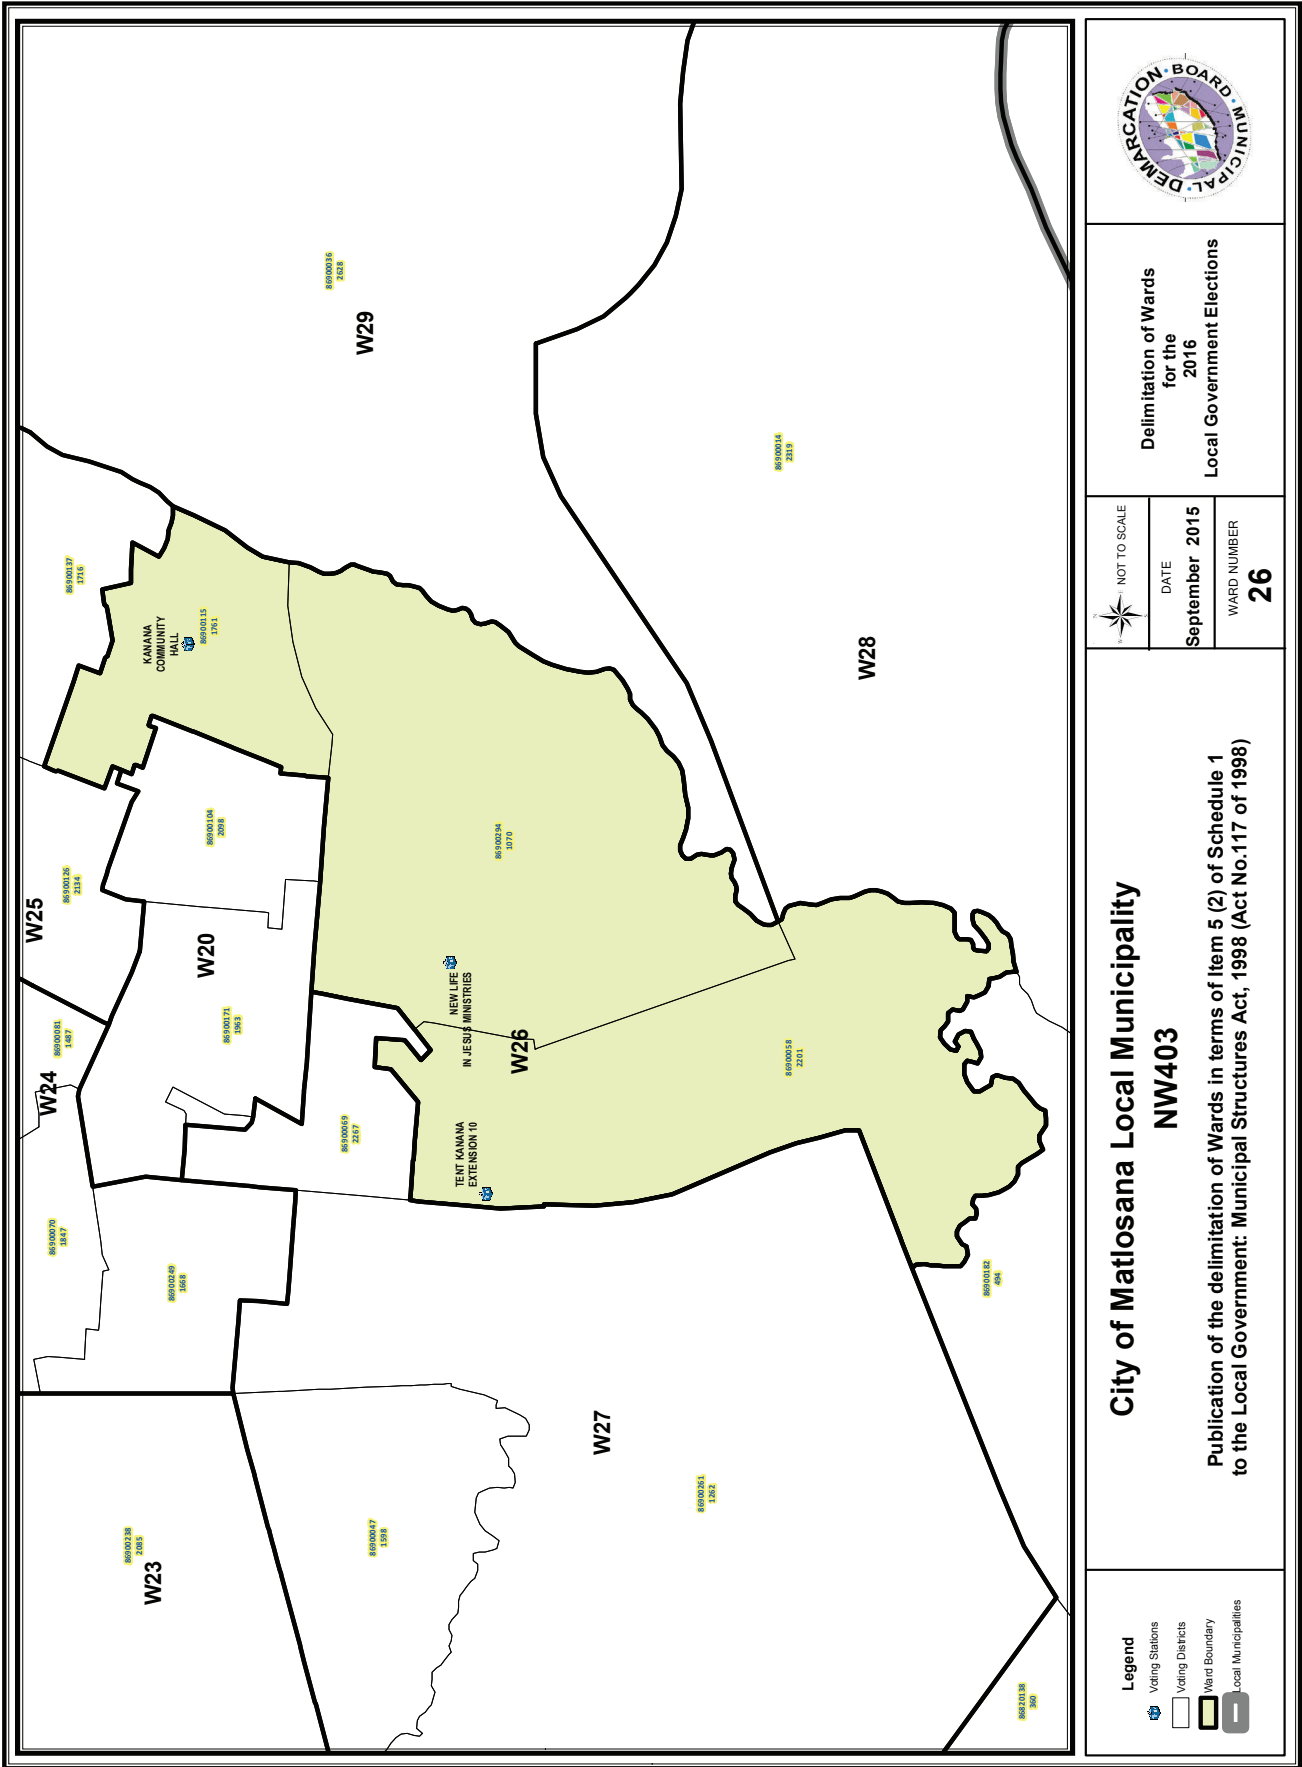 City of Matlosana Local Municipality
NW403
Publication of the delimitation of Wards in terms of Item 5 (2) of Schedule 1
to the Local Government: Municipal Structures Act, 1998 (Act No.117 of 1998)
Legend
Voting Stations
Voting Districts
Ward Boundary
Local Municipalities
N
W
E
S
NOT TO SCALE
DATE
September 2015
WARD NUMBER
26
Delimitation of Wards
for the
2016
Local Government Elections
MUNICIPAL DEMARCATION BOARD
W23
86900238
2085
86900070
1847
86900249
1668
W24
86900081
1487
W25
86900126
2134
86900137
1716
W20
86900171
1963
86900104
2098
KANANA
COMMUNITY
HALL
86900115
1761
W29
86900036
2628
86900047
1598
86900069
2267
W27
86900261
1262
TENT KANANA
EXTENSION 10
NEW LIFE
IN JESUS MINISTRIES
W26
86900294
1070
86900058
2201
W28
86900014
2319
86900182
494
86820138
360